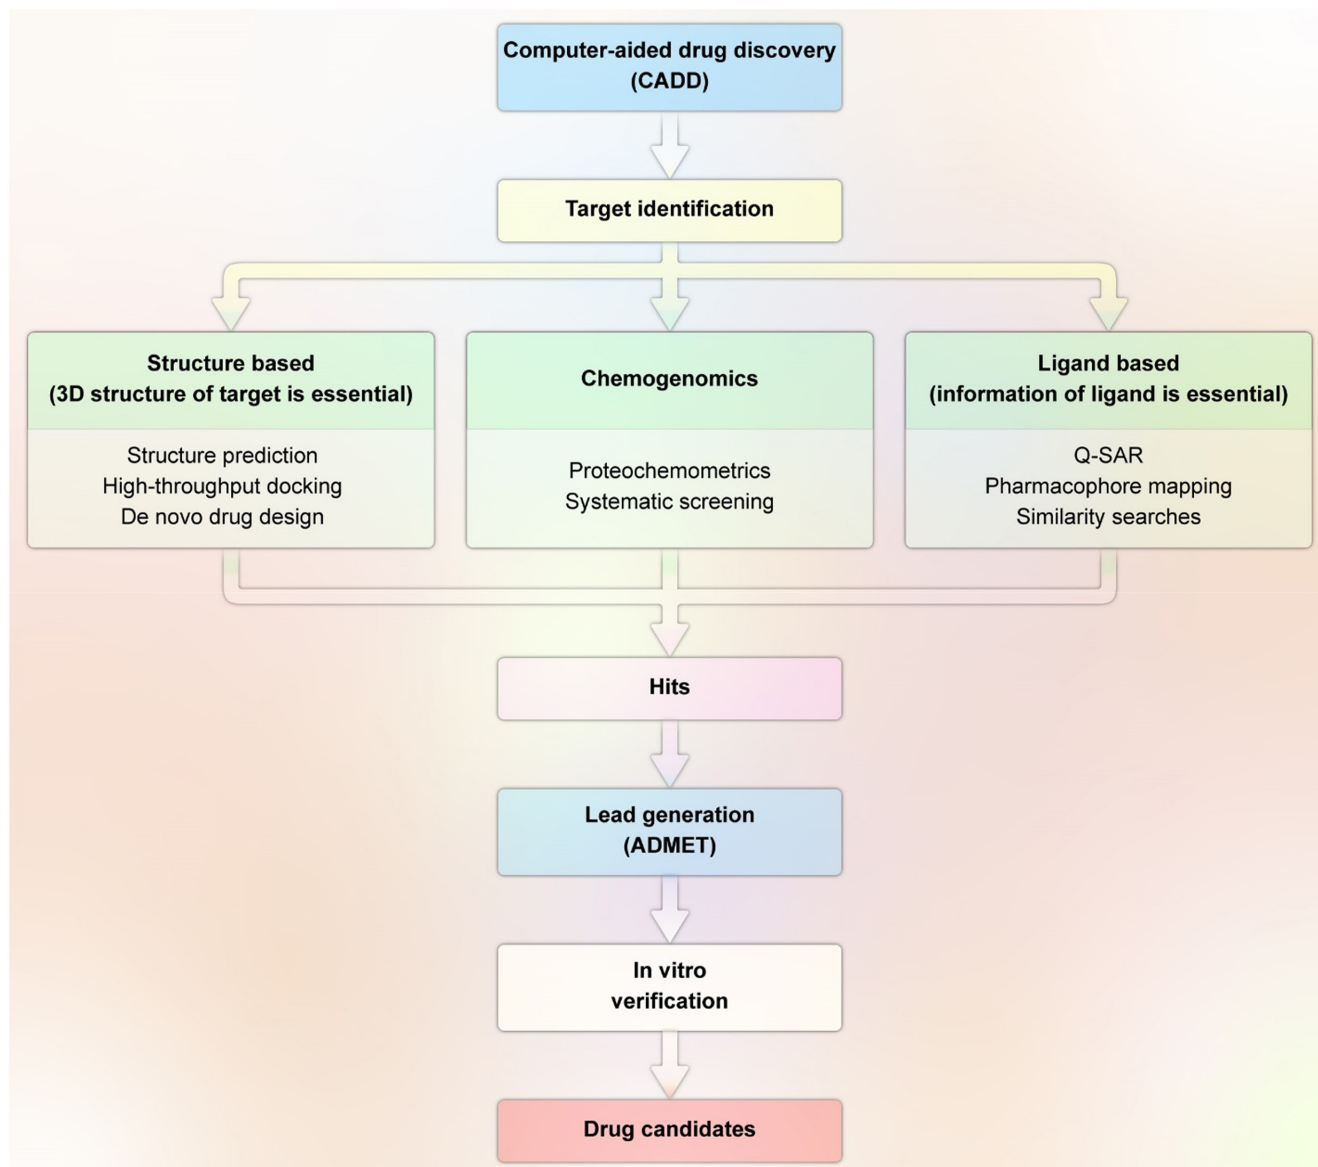 Computer-aided drug discovery
(CADD)
Target identification
Structure based
(3D structure of target is essential)
Structure prediction
High-throughput docking
De novo drug design
Chemogenomics
Proteochemometrics
Systematic screening
Ligand based
(information of ligand is essential)
Q-SAR
Pharmacophore mapping
Similarity searches
Hits
Lead generation
(ADMET)
In vitro
verification
Drug candidates